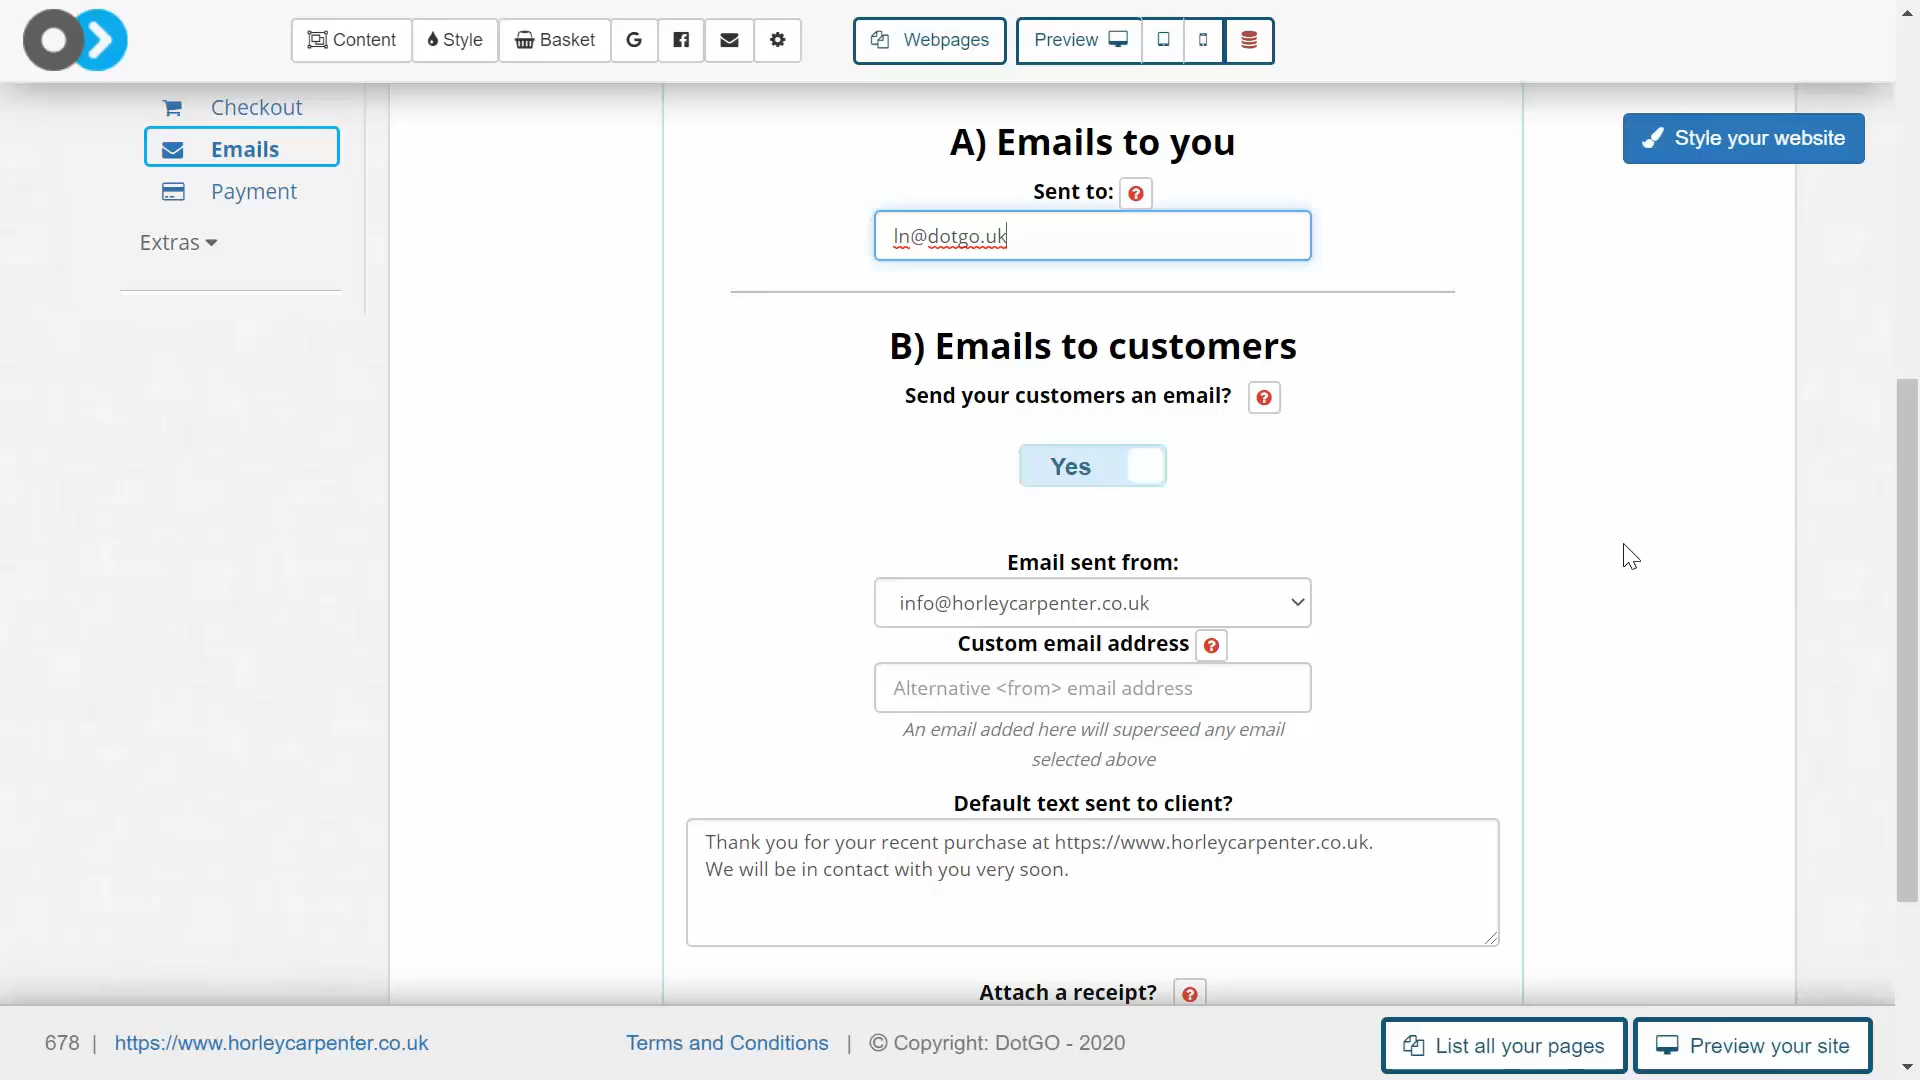 Content
Style
Basket
Webpages
Preview
Checkout
Emails
Payment
Extras
Style your website
A) Emails to you
Sent to:
ln@dotgo.uk
B) Emails to customers
Send your customers an email?
Yes
Email sent from:
info@horleycarpenter.co.uk
Custom email address
Alternative <from> email address
An email added here will superseed any email
selected above
Default text sent to client?
Thank you for your recent purchase at https://www.horleycarpenter.co.uk.
We will be in contact with you very soon.
Attach a receipt?
678 | https://www.horleycarpenter.co.uk
Terms and Conditions | © Copyright: DotGO - 2020
List all your pages
Preview your site